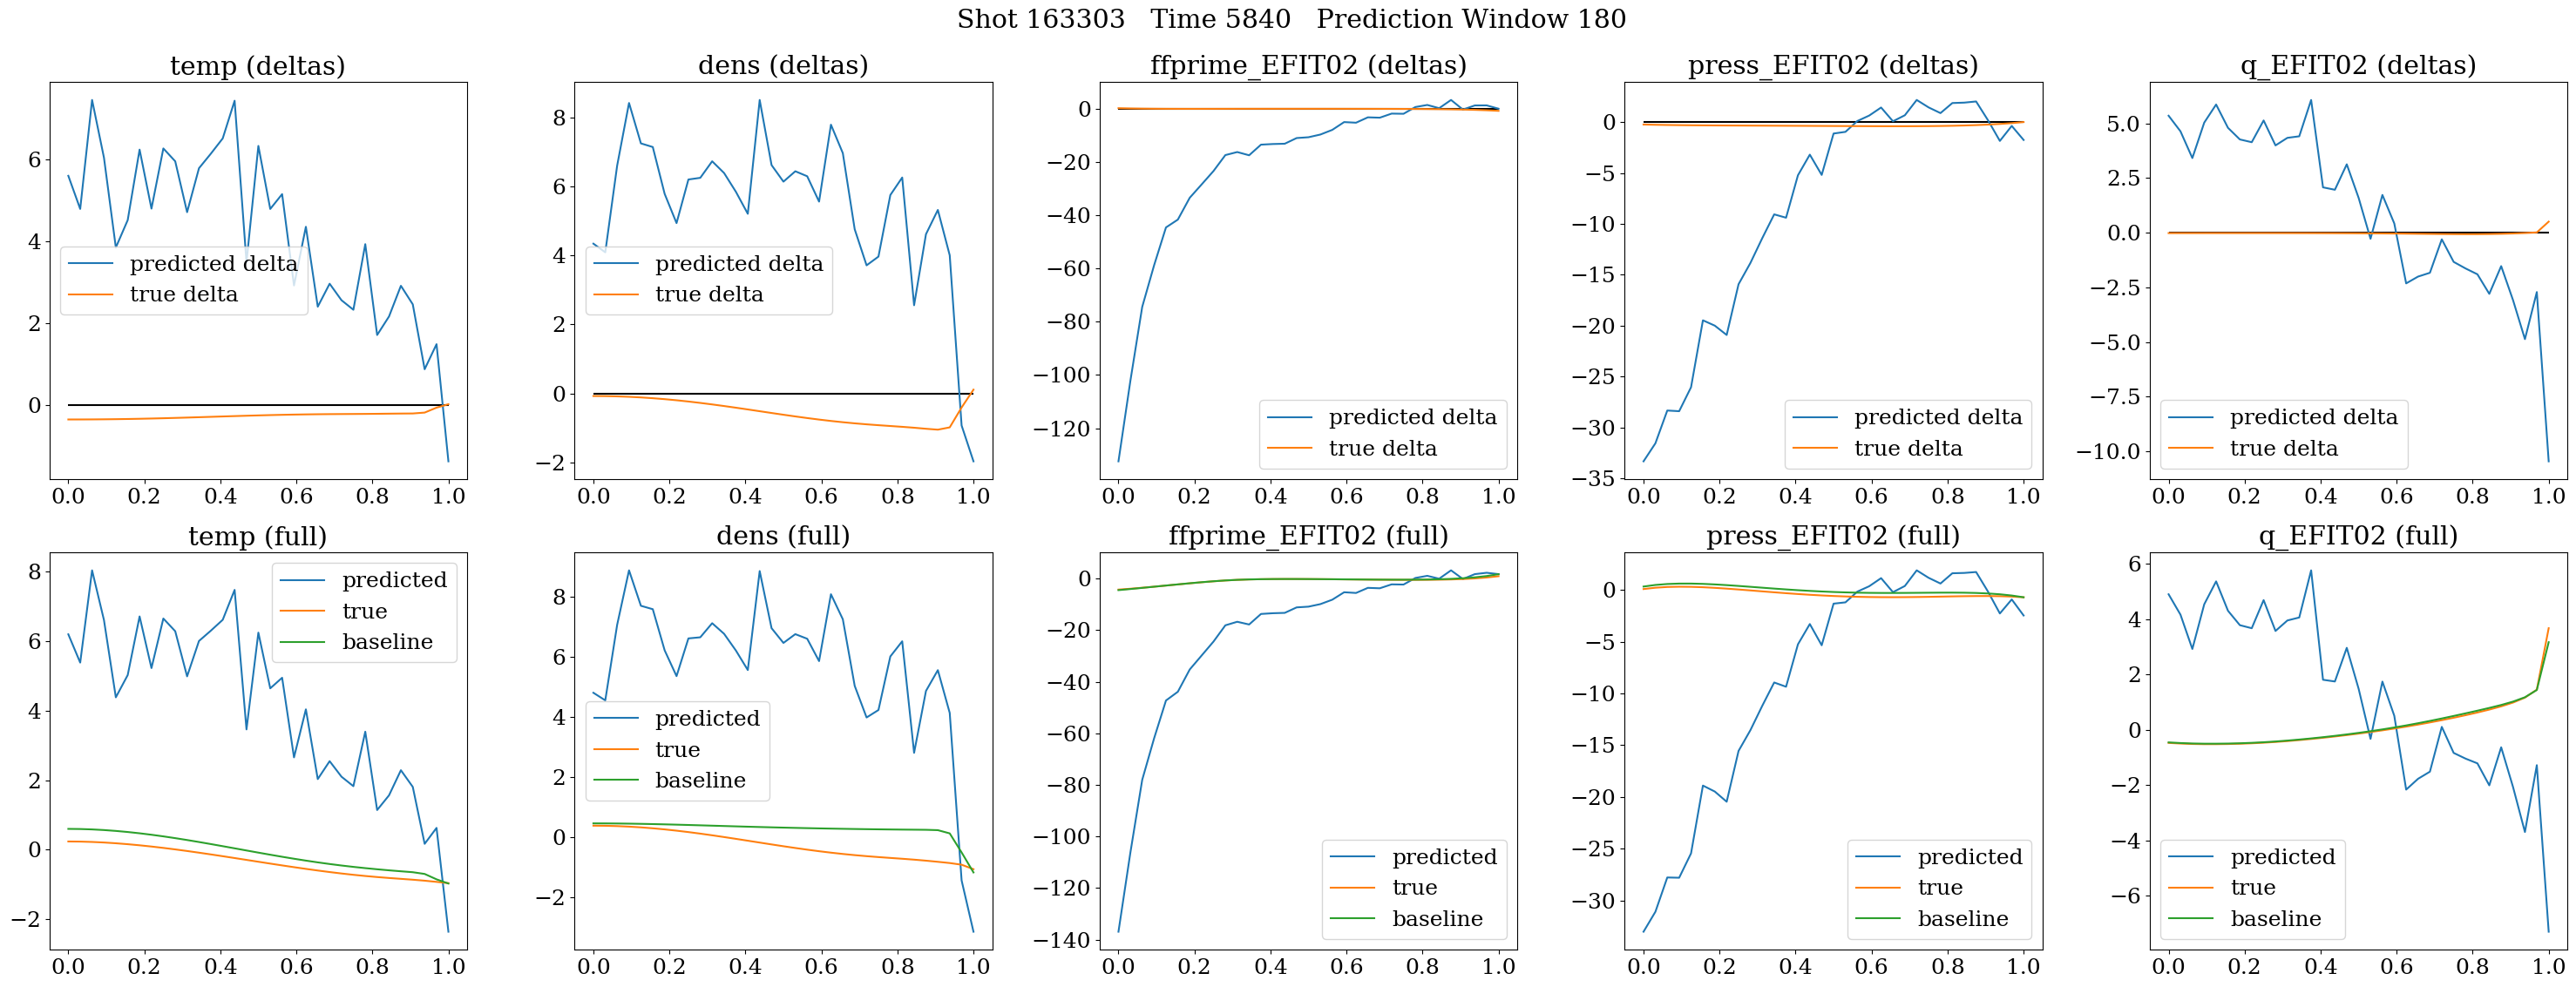 Shot 163303   Time 5840   Prediction Window 180
temp (deltas)
6
4
2
0
0.0 0.2 0.4 0.6 0.8 1.0
predicted delta
true delta
dens (deltas)
8
6
4
2
0
−2
0.0 0.2 0.4 0.6 0.8 1.0
predicted delta
true delta
ffprime_EFIT02 (deltas)
0
−20
−40
−60
−80
−100
−120
0.0 0.2 0.4 0.6 0.8 1.0
predicted delta
true delta
press_EFIT02 (deltas)
0
−5
−10
−15
−20
−25
−30
−35
0.0 0.2 0.4 0.6 0.8 1.0
predicted delta
true delta
q_EFIT02 (deltas)
5.0
2.5
0.0
−2.5
−5.0
−7.5
−10.0
0.0 0.2 0.4 0.6 0.8 1.0
predicted delta
true delta
temp (full)
8
6
4
2
0
−2
0.0 0.2 0.4 0.6 0.8 1.0
predicted
true
baseline
dens (full)
8
6
4
2
0
−2
0.0 0.2 0.4 0.6 0.8 1.0
predicted
true
baseline
ffprime_EFIT02 (full)
0
−20
−40
−60
−80
−100
−120
−140
0.0 0.2 0.4 0.6 0.8 1.0
predicted
true
baseline
press_EFIT02 (full)
0
−5
−10
−15
−20
−25
−30
0.0 0.2 0.4 0.6 0.8 1.0
predicted
true
baseline
q_EFIT02 (full)
6
4
2
0
−2
−4
−6
0.0 0.2 0.4 0.6 0.8 1.0
predicted
true
baseline